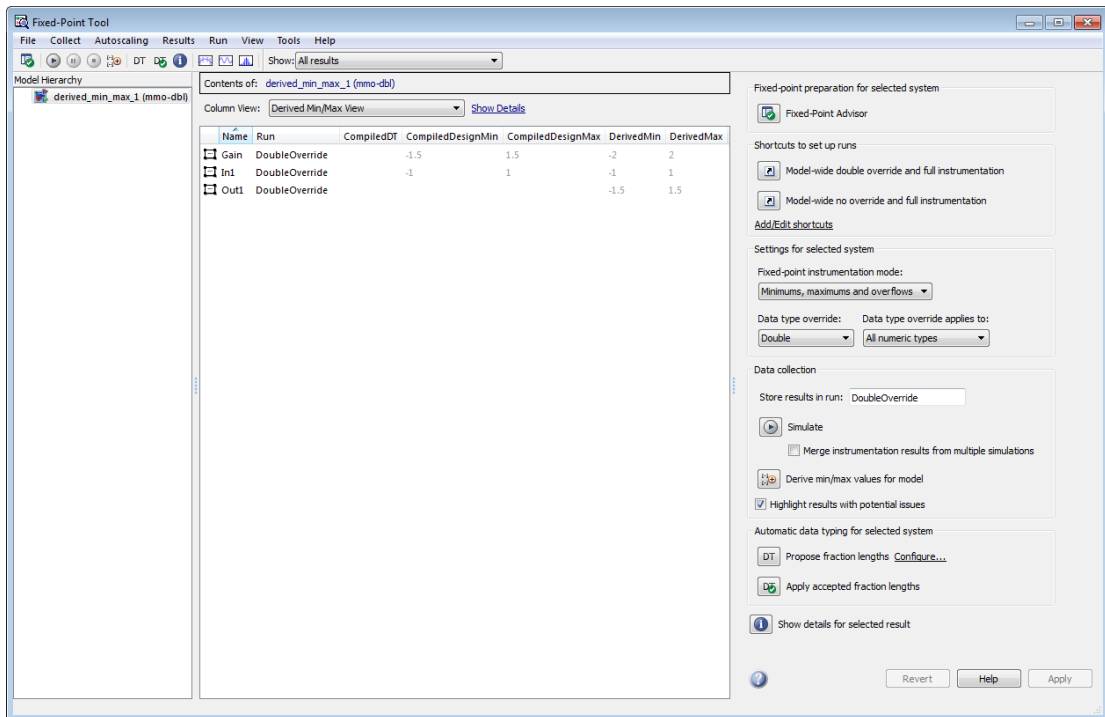 Fixed-Point Tool
File Collect Autoscaling Results Run View Tools Help
DT DT Show: All results
Model Hierarchy
derived_min_max_1 (mmo-dbl)
Contents of: derived_min_max_1 (mmo-dbl)
Column View: Derived Min/Max View Show Details
Name Run CompiledDT CompiledDesignMin CompiledDesignMax DerivedMin DerivedMax
Gain DoubleOverride -1.5 1.5 -2 2
In1 DoubleOverride -1 1 -1 1
Out1 DoubleOverride -1.5 1.5
Fixed-point preparation for selected system
Fixed-Point Advisor
Shortcuts to set up runs
Model-wide double override and full instrumentation
Model-wide no override and full instrumentation
Add/Edit shortcuts
Settings for selected system
Fixed-point instrumentation mode:
Minimums, maximums and overflows
Data type override: Data type override applies to:
Double All numeric types
Data collection
Store results in run: DoubleOverride
Simulate
Merge instrumentation results from multiple simulations
Derive min/max values for model
Highlight results with potential issues
Automatic data typing for selected system
DT Propose fraction lengths Configure...
DT Apply accepted fraction lengths
Show details for selected result
Revert Help Apply